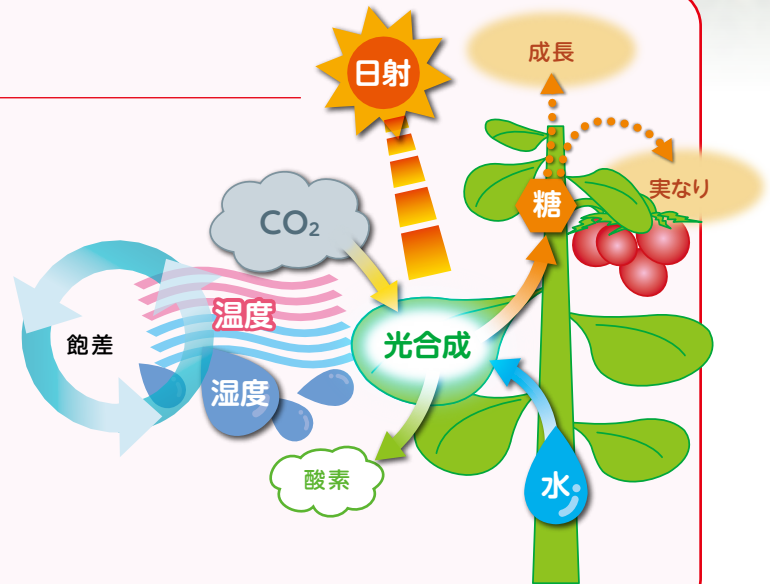 成長
日射
実なり
糖
CO₂
温度
飽差
光合成
湿度
酸素
水